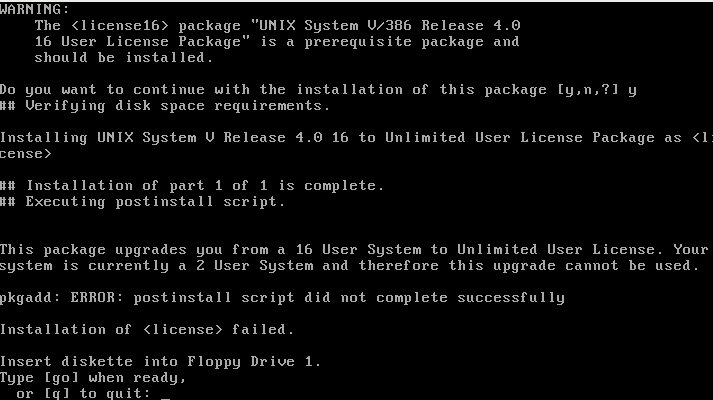 WARNING:
The <license16> package "UNIX System V/386 Release 4.0
16 User License Package" is a prerequisite package and
should be installed.
Do you want to continue with the installation of this package [y,n,?] y
## Verifying disk space requirements.
Installing UNIX System V Release 4.0 16 to Unlimited User License Package as <li
cense>
## Installation of part 1 of 1 is complete.
## Executing postinstall script.
This package upgrades you from a 16 User System to Unlimited User License. Your
system is currently a 2 User System and therefore this upgrade cannot be used.
pkgadd: ERROR: postinstall script did not complete successfully
Installation of <license> failed.
Insert diskette into Floppy Drive 1.
Type [go] when ready,
or [q] to quit: _